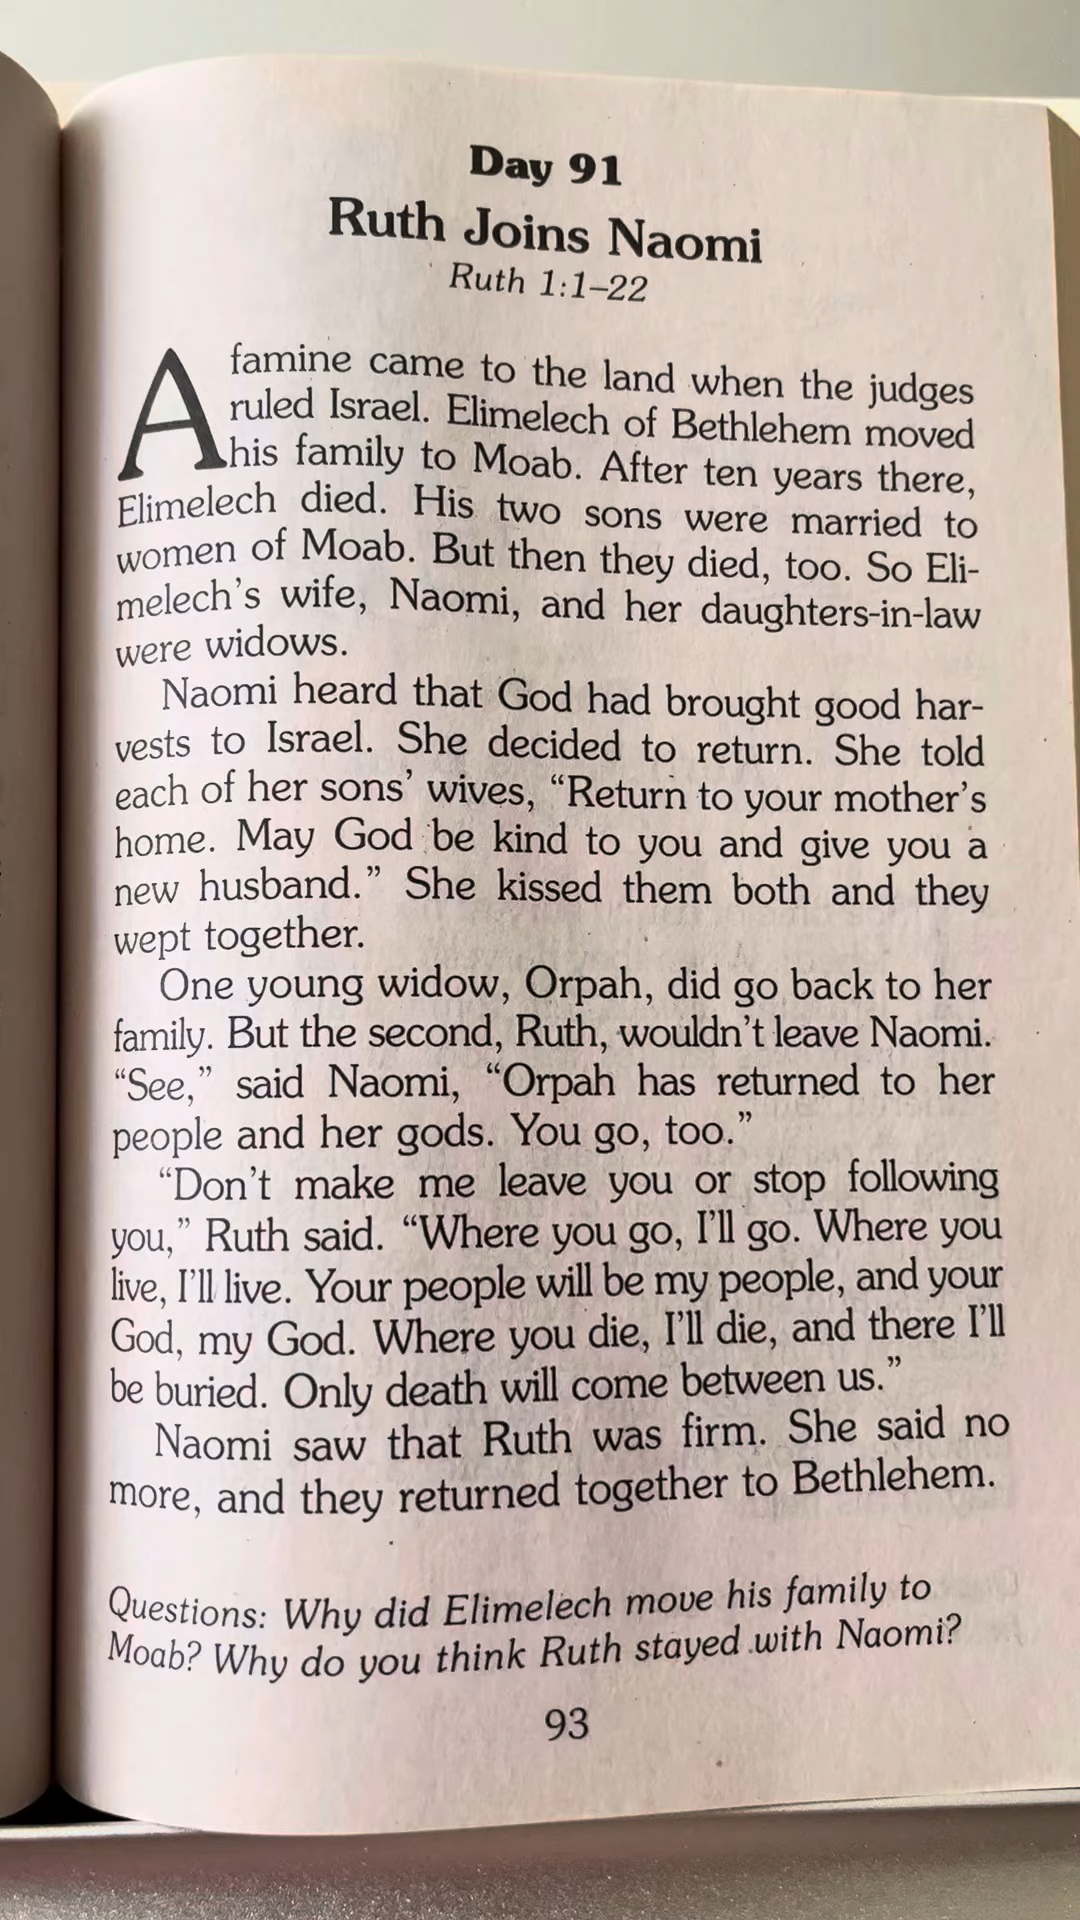 Day 91
Ruth Joins Naomi
Ruth 1:1–22
A famine came to the land when the judges
ruled Israel. Elimelech of Bethlehem moved
his family to Moab. After ten years there,
Elimelech died. His two sons were married to
women of Moab. But then they died, too. So Eli-
melech’s wife, Naomi, and her daughters-in-law
were widows.
Naomi heard that God had brought good har-
vests to Israel. She decided to return. She told
each of her sons’ wives, “Return to your mother’s
home. May God be kind to you and give you a
new husband.” She kissed them both and they
wept together.
One young widow, Orpah, did go back to her
family. But the second, Ruth, wouldn’t leave Naomi.
“See,” said Naomi, “Orpah has returned to her
people and her gods. You go, too.”
“Don’t make me leave you or stop following
you,” Ruth said. “Where you go, I’ll go. Where you
live, I’ll live. Your people will be my people, and your
God, my God. Where you die, I’ll die, and there I’ll
be buried. Only death will come between us.”
Naomi saw that Ruth was firm. She said no
more, and they returned together to Bethlehem.
Questions: Why did Elimelech move his family to
Moab? Why do you think Ruth stayed with Naomi?
93